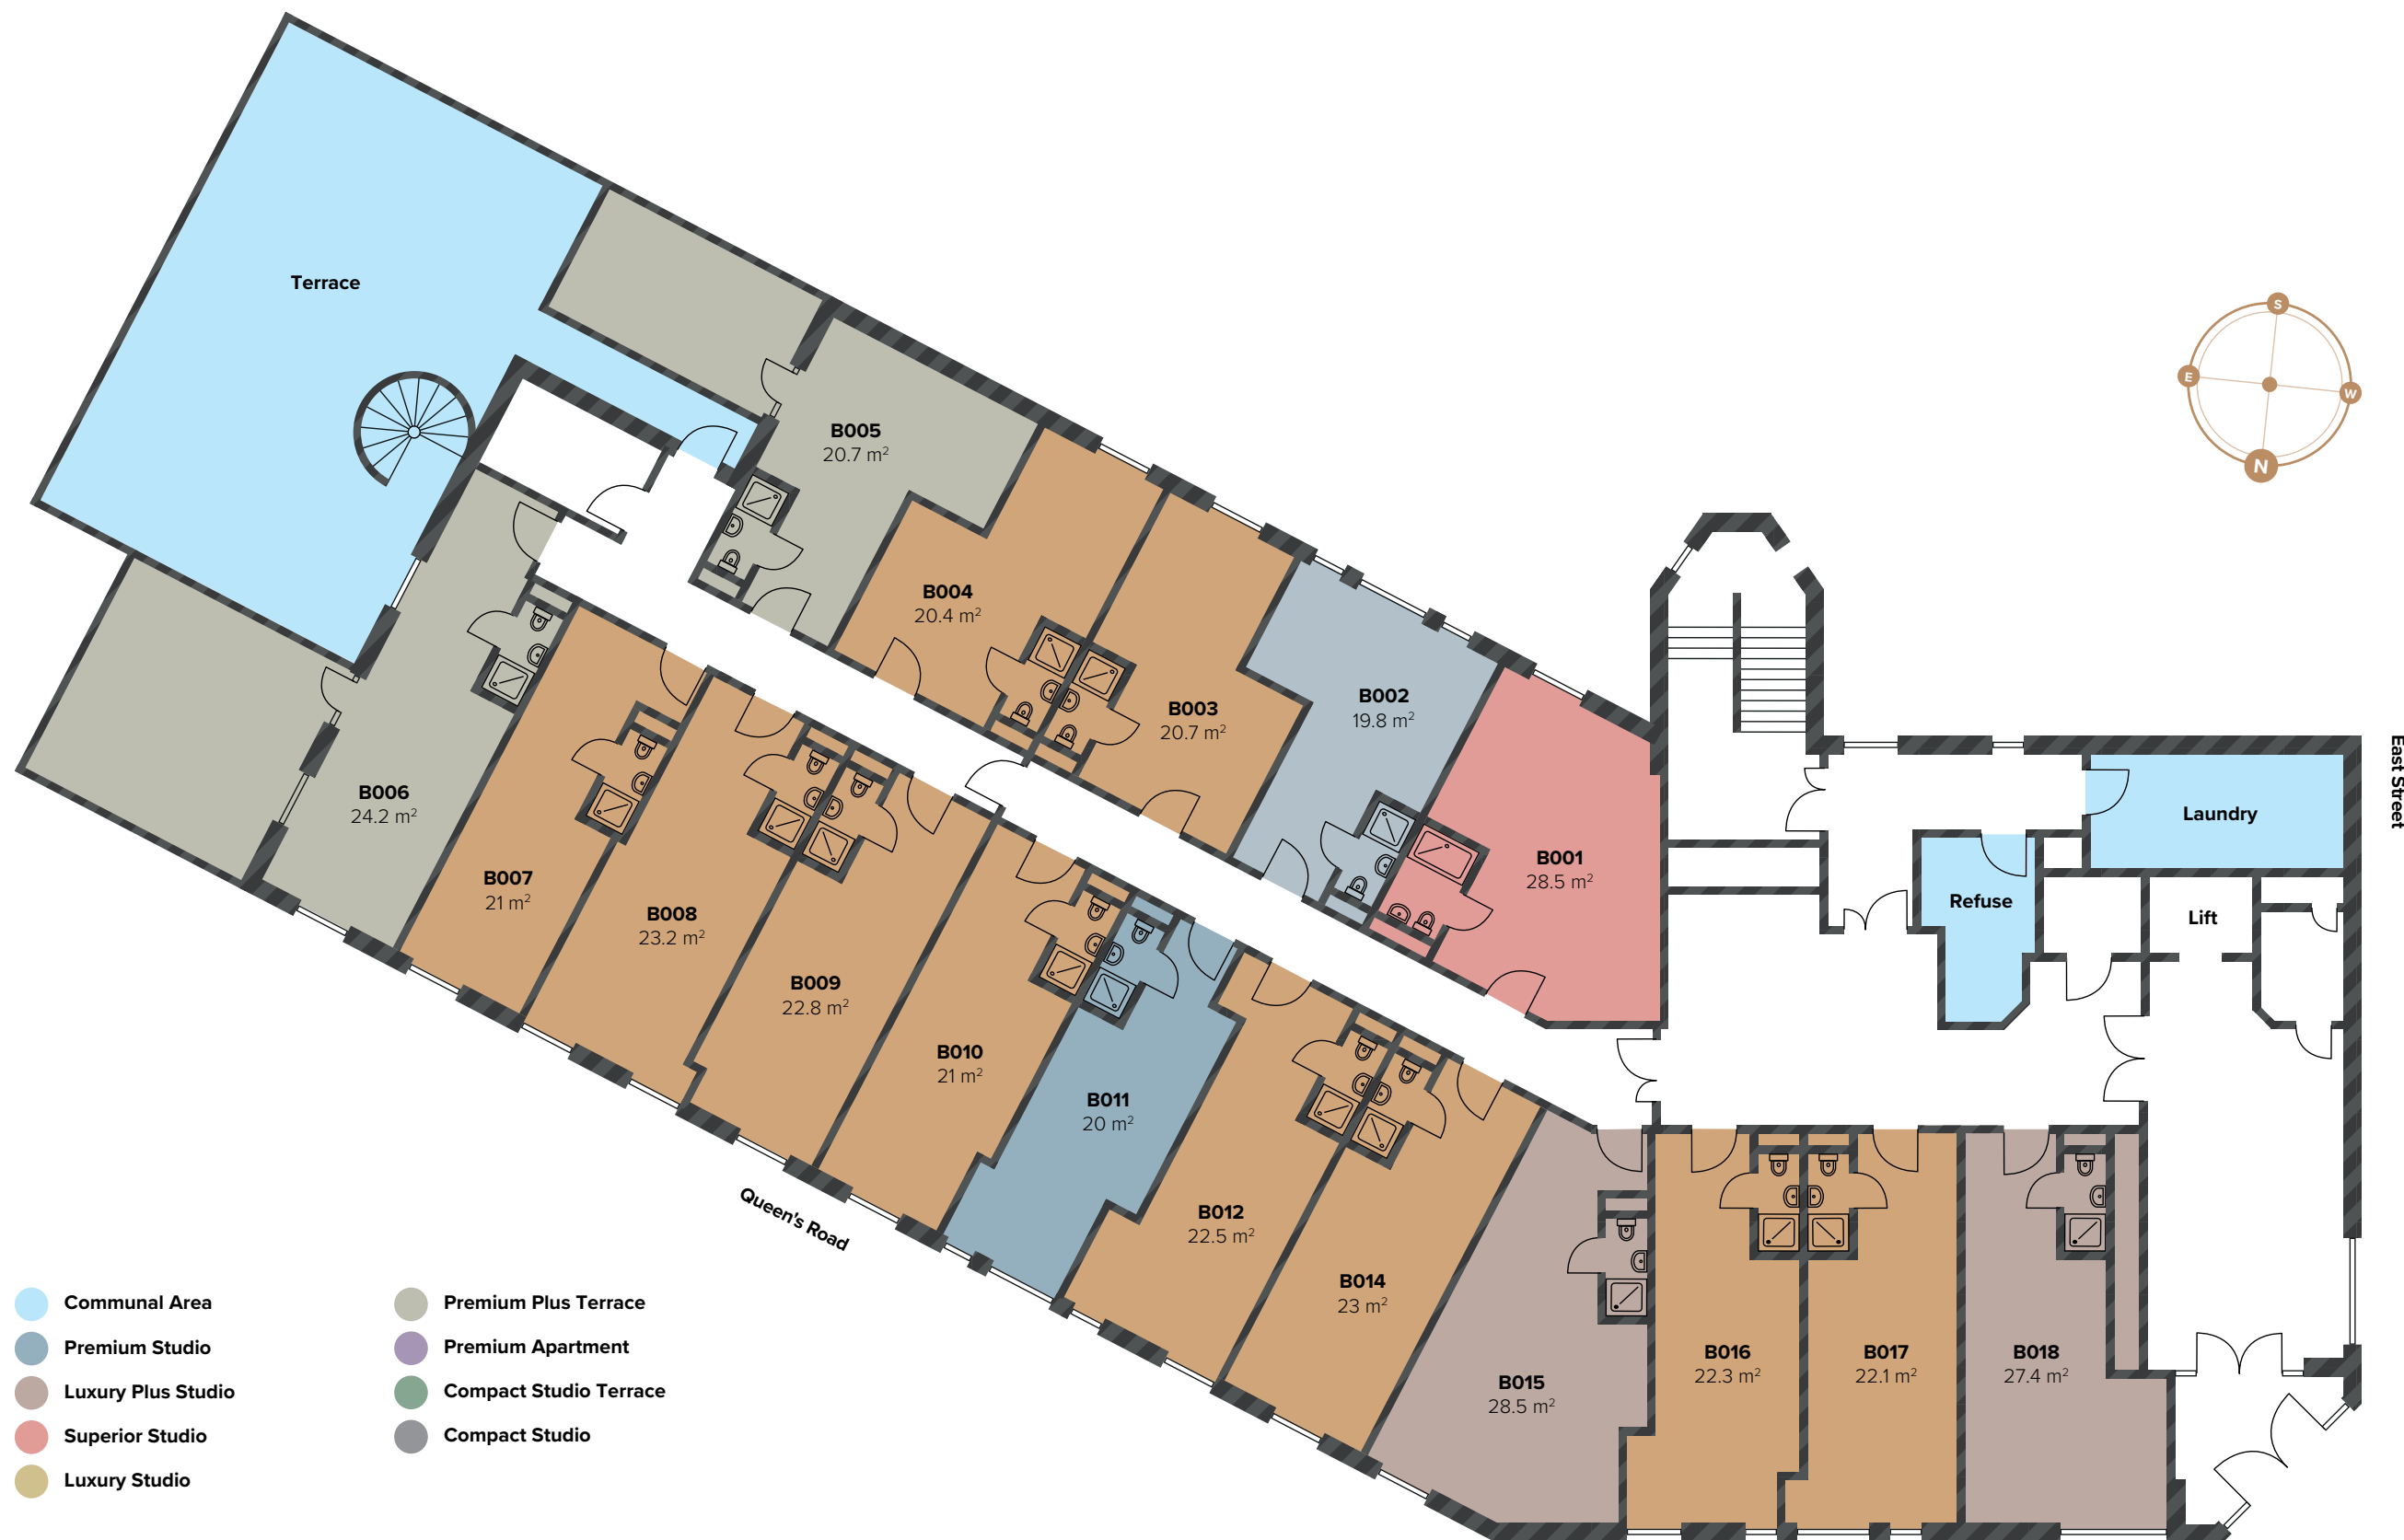 Terrace
B005
20.7 m²
B004
20.4 m²
B003
20.7 m²
B002
19.8 m²
B001
28.5 m²
B006
24.2 m²
B007
21 m²
B008
23.2 m²
B009
22.8 m²
B010
21 m²
B011
20 m²
B012
22.5 m²
B014
23 m²
B015
28.5 m²
B016
22.3 m²
B017
22.1 m²
B018
27.4 m²
Laundry
Refuse
Lift
East Street
Queen's Road
S
E
W
N
Communal Area
Premium Studio
Luxury Plus Studio
Superior Studio
Luxury Studio
Premium Plus Terrace
Premium Apartment
Compact Studio Terrace
Compact Studio